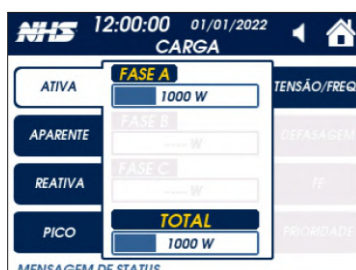 NHS 12:00:00 01/01/2022
CARGA
ATIVA
FASE A
1000 W
TENSÃO/FREQ
APARENTE
FASE B
--- W
DEFASAGEM
REATIVA
FASE C
--- W
FP
PICO
TOTAL
1000 W
PRIORIDADE
MENSAGEM DE STATUS